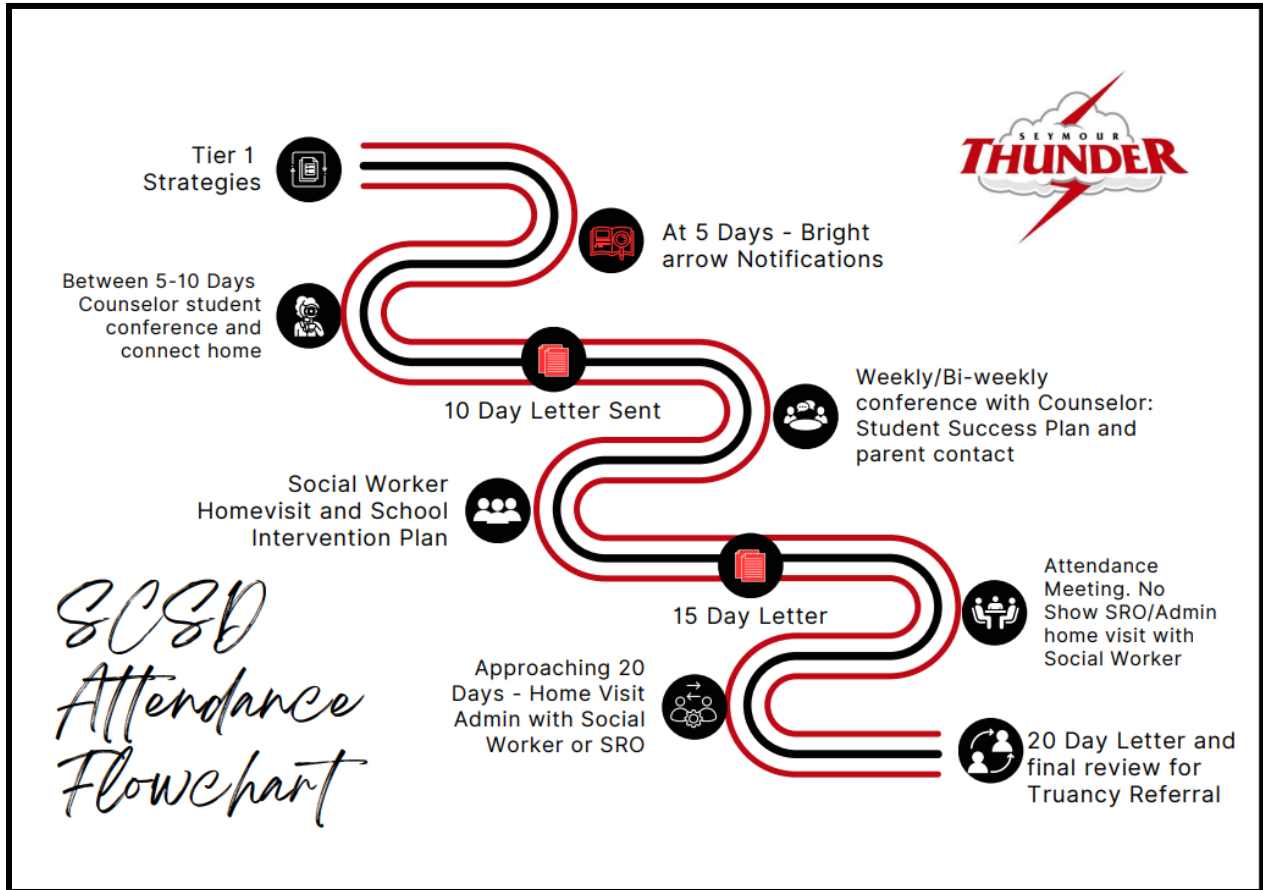 SEYMOUR
THUNDER
Tier 1
Strategies
At 5 Days - Bright
arrow Notifications
Between 5-10 Days
Counselor student
conference and
connect home
10 Day Letter Sent
Weekly/Bi-weekly
conference with Counselor:
Student Success Plan and
parent contact
Social Worker
Homevisit and School
Intervention Plan
15 Day Letter
Attendance
Meeting. No
Show SRO/Admin
home visit with
Social Worker
Approaching 20
Days - Home Visit
Admin with Social
Worker or SRO
20 Day Letter and
final review for
Truancy Referral
SCSD
Attendance
Flowchart